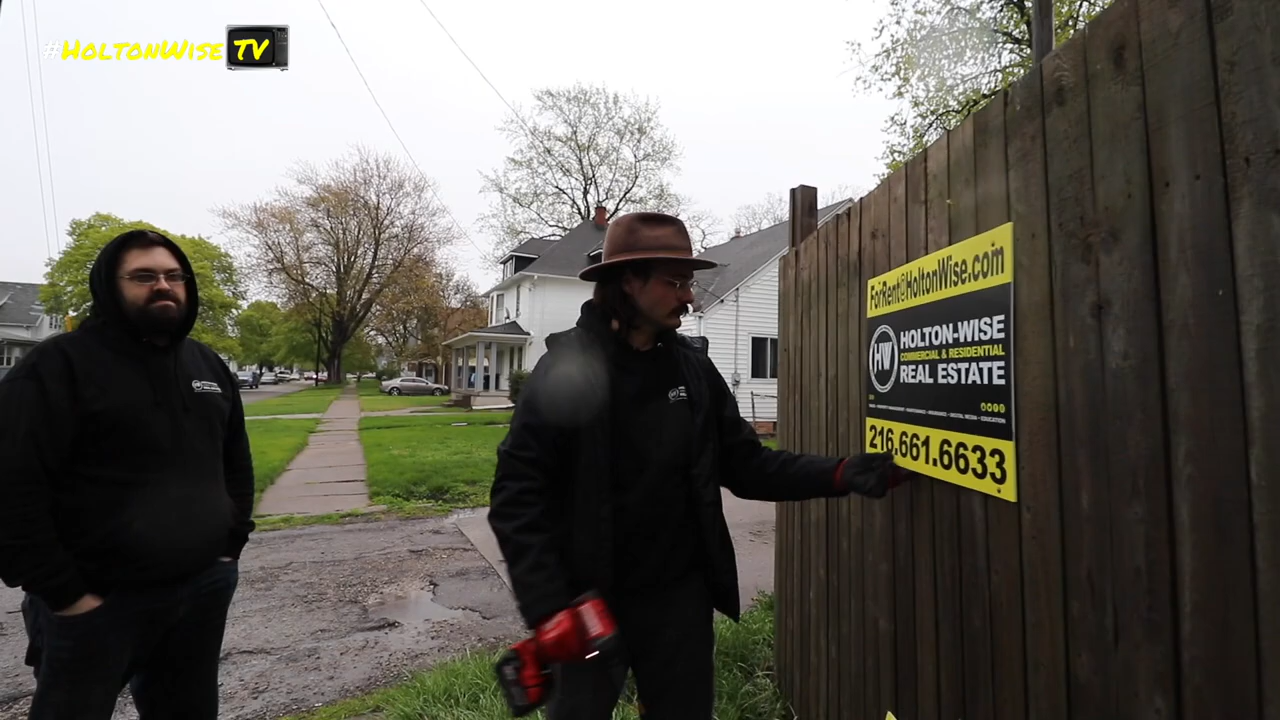 #HOLTONWISE TV
ForRent@HoltonWise.com
HW
HOLTON-WISE
COMMERCIAL & RESIDENTIAL
REAL ESTATE
216.661.6633